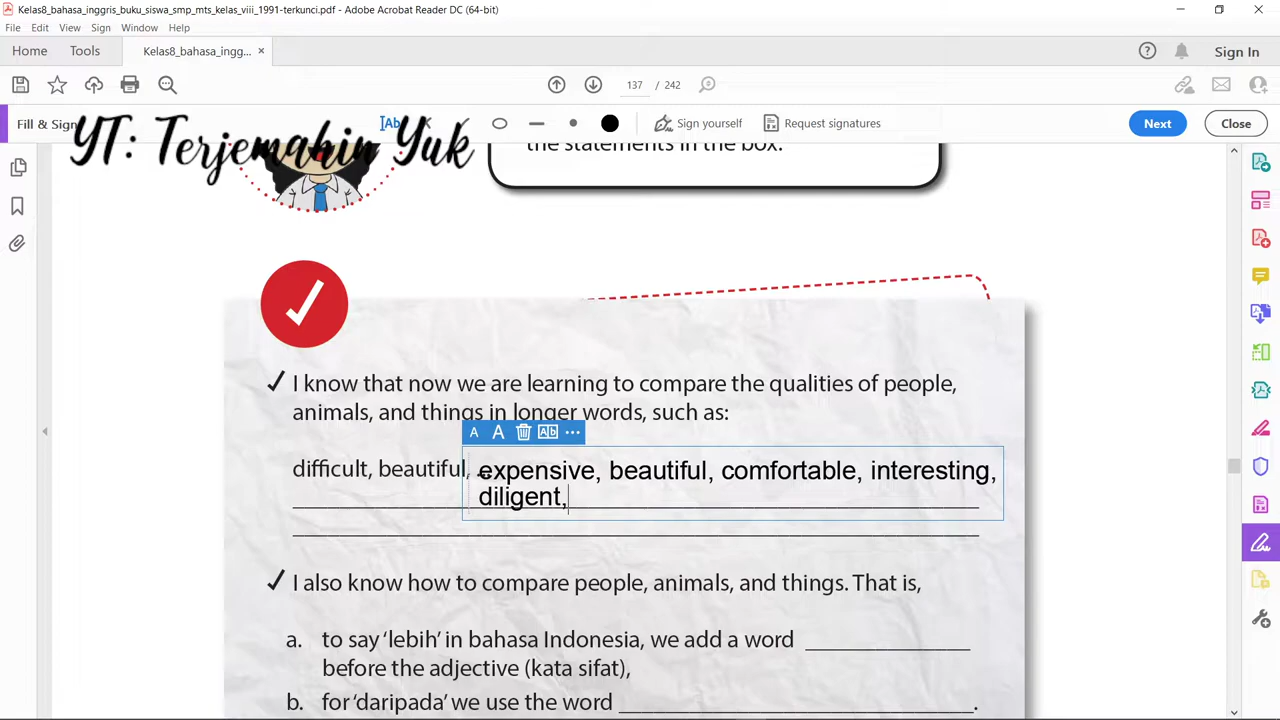 Kelas8_bahasa_inggris_buku_siswa_smp_mts_kelas_viii_1991-terkunci.pdf - Adobe Acrobat Reader DC (64-bit)
File Edit View Sign Window Help
Home Tools Kelas8_bahasa_ingg... × Sign In
137 / 242
Fill & Sign Ab Sign yourself Request signatures Next Close
YT: Terjemahin Yuk
the statements in the box.
✓ I know that now we are learning to compare the qualities of people,
animals, and things in longer words, such as:
A A Ab ...
difficult, beautiful, expensive, beautiful, comfortable, interesting,
diligent,
✓ I also know how to compare people, animals, and things. That is,
a. to say 'lebih' in bahasa Indonesia, we add a word ______________
before the adjective (kata sifat),
b. for 'daripada' we use the word ______________________________.